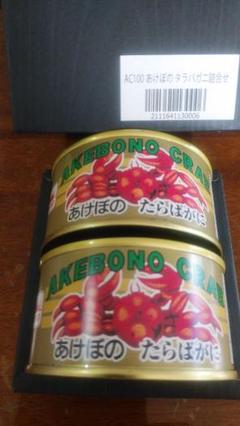 AC100 あけぼの タラバガニ詰合せ
2111641130006
AKEBONO CRAB
あけぼの たらばがに
AKEBONO CRAB
あけぼの たらばがに